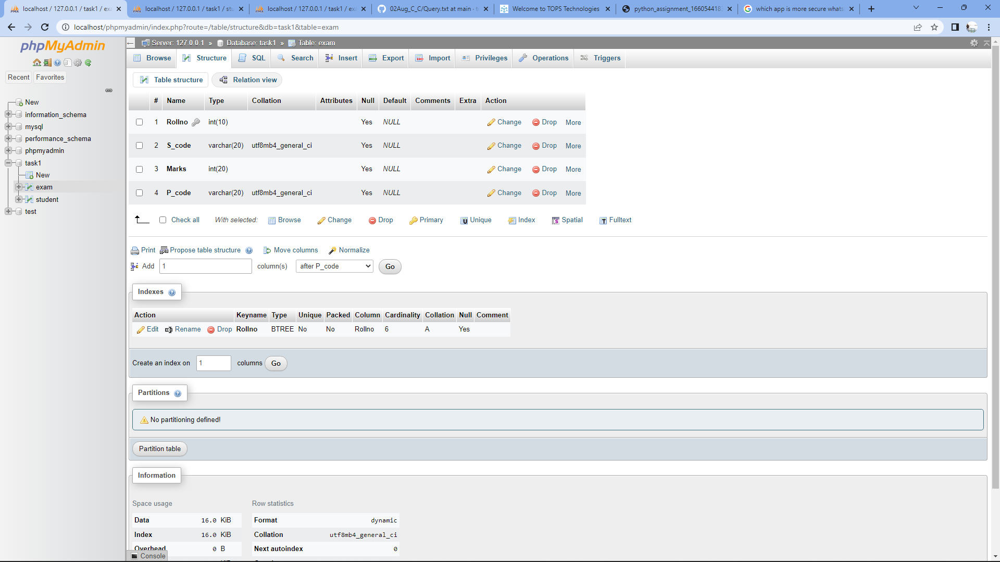 localhost / 127.0.0.1 / task1 / exa
localhost / 127.0.0.1 / task1 / stu
localhost / 127.0.0.1 / task1 / exa
02Aug_C_C/Query.txt at main · t
Welcome to TOPS Technologies
python_assignment_1660544183
which app is more secure whats
localhost/phpmyadmin/index.php?route=/table/structure&db=task1&table=exam
phpMyAdmin
Recent Favorites
New
information_schema
mysql
performance_schema
phpmyadmin
task1
New
exam
student
test
Server: 127.0.0.1 » Database: task1 » Table: exam
Browse Structure SQL Search Insert Export Import Privileges Operations Triggers
Table structure Relation view
# Name Type Collation Attributes Null Default Comments Extra Action
1 Rollno int(10) Yes NULL Change Drop More
2 S_code varchar(20) utf8mb4_general_ci Yes NULL Change Drop More
3 Marks int(20) Yes NULL Change Drop More
4 P_code varchar(20) utf8mb4_general_ci Yes NULL Change Drop More
Check all With selected: Browse Change Drop Primary Unique Index Spatial Fulltext
Print Propose table structure Move columns Normalize
Add 1 column(s) after P_code Go
Indexes
Action Keyname Type Unique Packed Column Cardinality Collation Null Comment
Edit Rename Drop Rollno BTREE No No Rollno 6 A Yes
Create an index on 1 columns Go
Partitions
No partitioning defined!
Partition table
Information
Space usage
Data 16.0 KiB
Index 16.0 KiB
Overhead 0 B
Row statistics
Format dynamic
Collation utf8mb4_general_ci
Next autoindex 0
Console